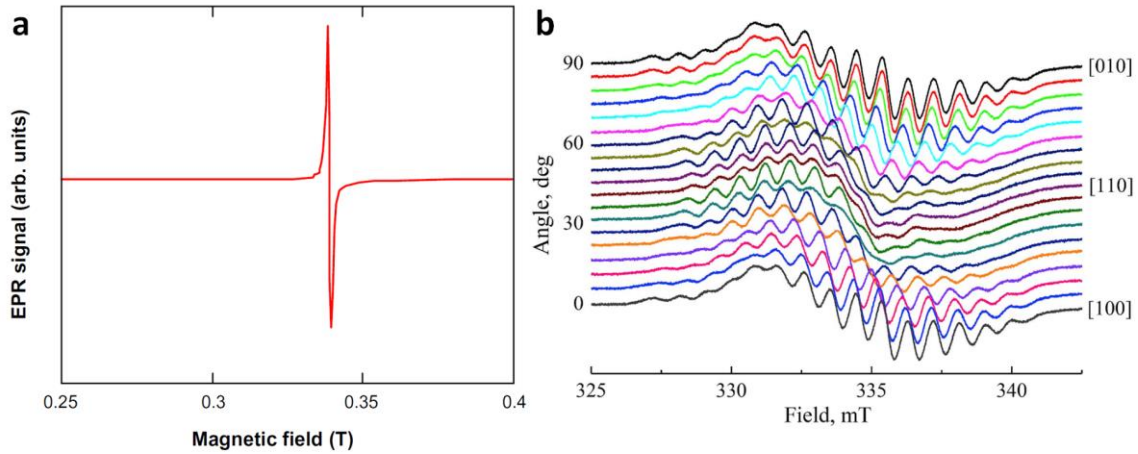 a
EPR signal (arb. units)
0.25
0.3
0.35
0.4
Magnetic field (T)
b
Angle, deg
90
60
30
0
[010]
[110]
[100]
325
330
335
340
Field, mT